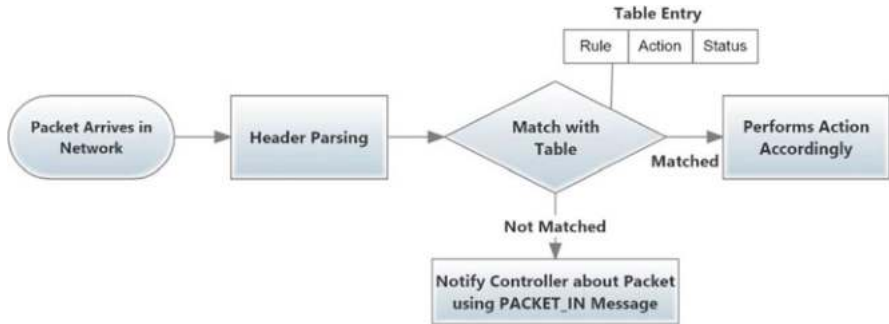 Table Entry
Rule Action Status
Packet Arrives in
Network
Header Parsing
Match with
Table
Matched
Performs Action
Accordingly
Not Matched
Notify Controller about Packet
using PACKET_IN Message